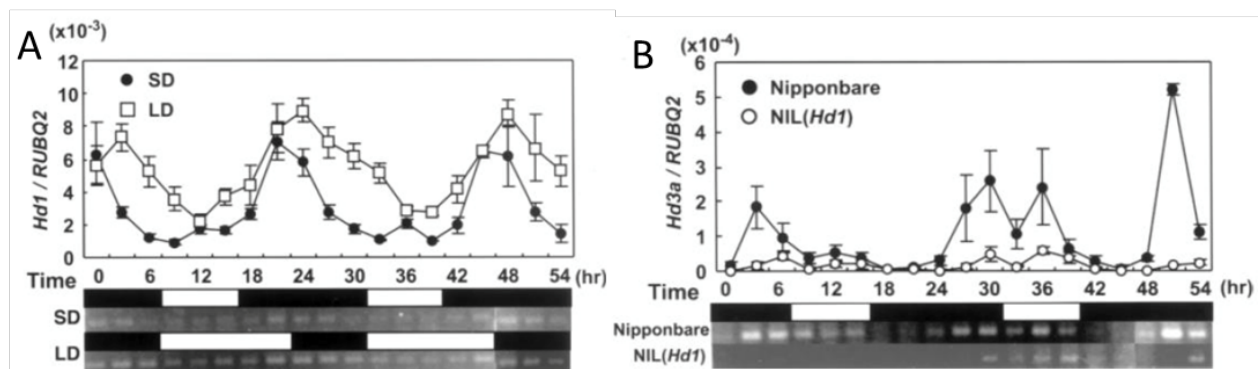 A
(x10-3)
12
10
8
6
4
2
0
Hd1 / RUBQ2
SD
LD
Time 0 6 12 18 24 30 36 42 48 54 (hr)
SD
LD
B
(x10-4)
6
5
4
3
2
1
0
Hd3a / RUBQ2
Nipponbare
NIL(Hd1)
Time 0 6 12 18 24 30 36 42 48 54 (hr)
Nipponbare
NIL(Hd1)